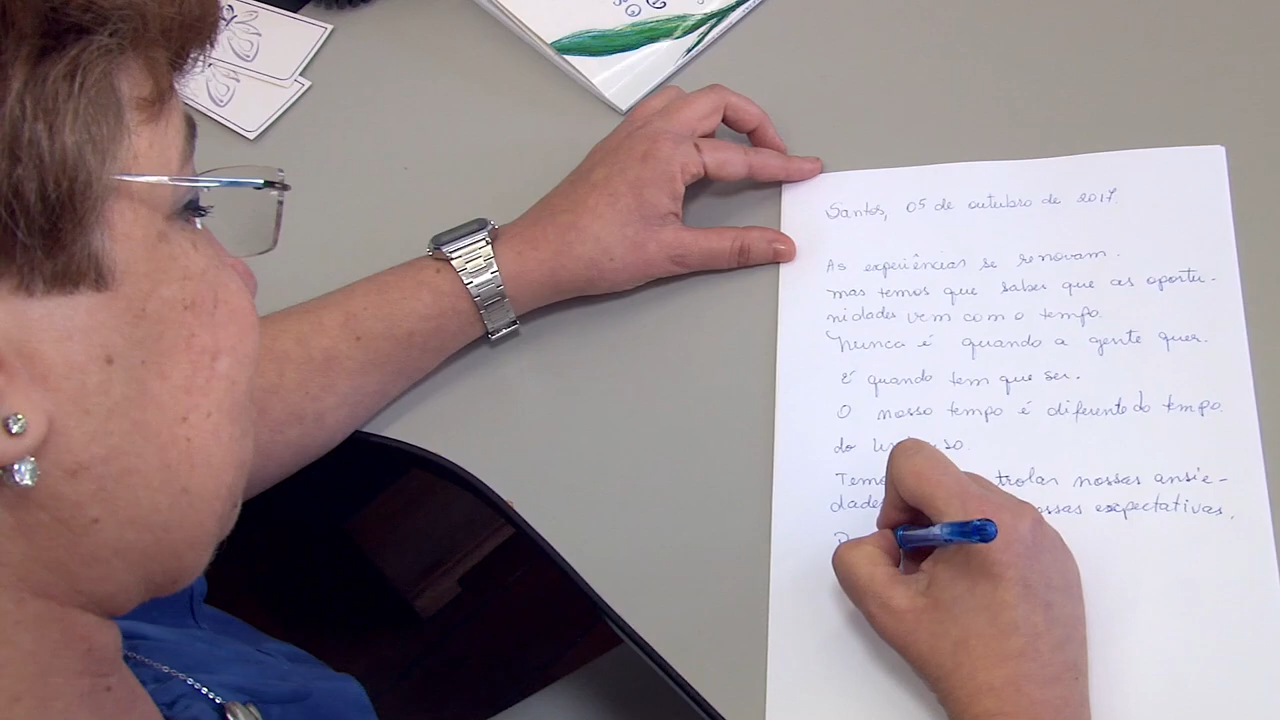 Santos, 05 de outubro de 2017
As experiências se renovam.
mas temos que saber que as oportu-
nidades vem com o tempo.
Nunca é quando a gente quer.
É quando tem que ser.
O nosso tempo é diferente do tempo.
do
nossas ansie-
dades expectativas.